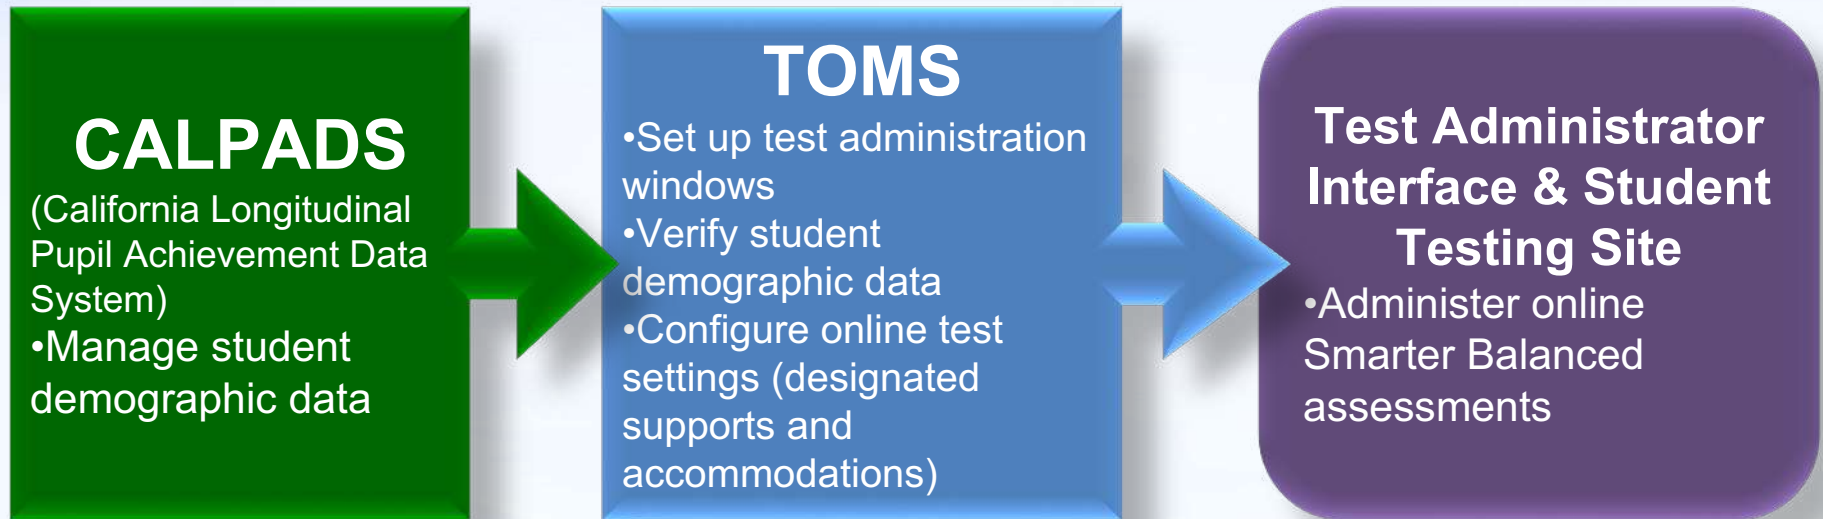 CALPADS
(California Longitudinal
Pupil Achievement Data
System)
•Manage student
demographic data
TOMS
•Set up test administration
windows
•Verify student
demographic data
•Configure online test
settings (designated
supports and
accommodations)
Test Administrator
Interface & Student
Testing Site
•Administer online
Smarter Balanced
assessments